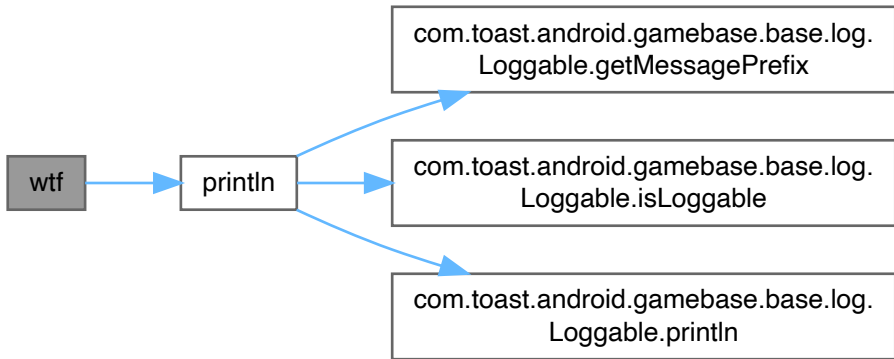 com.toast.android.gamebase.base.log.
Loggable.getMessagePrefix
wtf
println
com.toast.android.gamebase.base.log.
Loggable.isLoggable
com.toast.android.gamebase.base.log.
Loggable.println